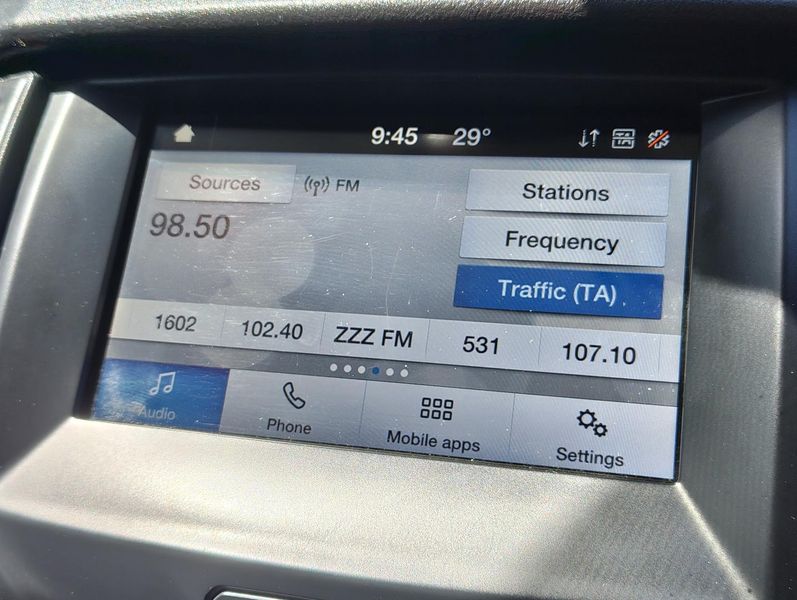 9:45 29° TA
Sources FM Stations
98.50
Frequency
Traffic (TA)
1602 102.40 ZZZ FM 531 107.10
Audio Phone Mobile apps Settings